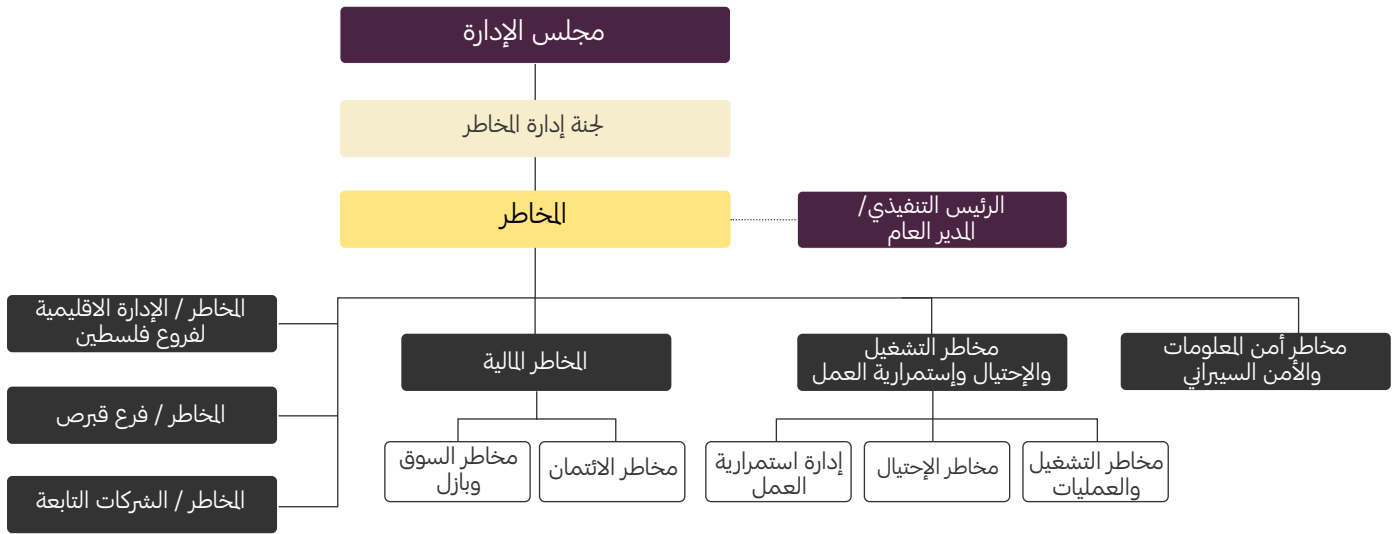 مجلس الإدارة
لجنة إدارة المخاطر
المخاطر
الرئيس التنفيذي/
المدير العام
مخاطر أمن المعلومات
والأمن السيبراني
مخاطر التشغيل
والإحتيال وإستمرارية العمل
المخاطر المالية
المخاطر / الإدارة الاقليمية
لفروع فلسطين
المخاطر / فرع قبرص
المخاطر / الشركات التابعة
مخاطر التشغيل
والعمليات
مخاطر الإحتيال
إدارة استمرارية
العمل
مخاطر الائتمان
مخاطر السوق
وبازل